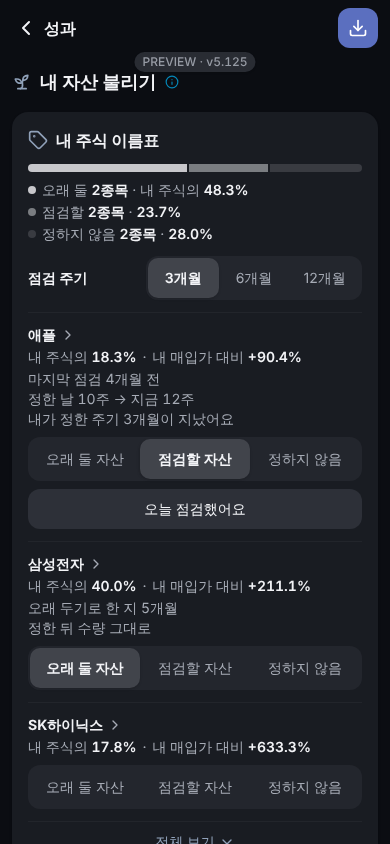 성과
PREVIEW · v5.125
내 자산 불리기
내 주식 이름표
오래 둘 2종목 · 내 주식의 48.3%
점검할 2종목 · 23.7%
정하지 않음 2종목 · 28.0%
점검 주기 3개월 6개월 12개월
애플
내 주식의 18.3% · 내 매입가 대비 +90.4%
마지막 점검 4개월 전
정한 날 10주 → 지금 12주
내가 정한 주기 3개월이 지났어요
오래 둘 자산 점검할 자산 정하지 않음
오늘 점검했어요
삼성전자
내 주식의 40.0% · 내 매입가 대비 +211.1%
오래 두기로 한 지 5개월
정한 뒤 수량 그대로
오래 둘 자산 점검할 자산 정하지 않음
SK하이닉스
내 주식의 17.8% · 내 매입가 대비 +633.3%
오래 둘 자산 점검할 자산 정하지 않음
전체 보기